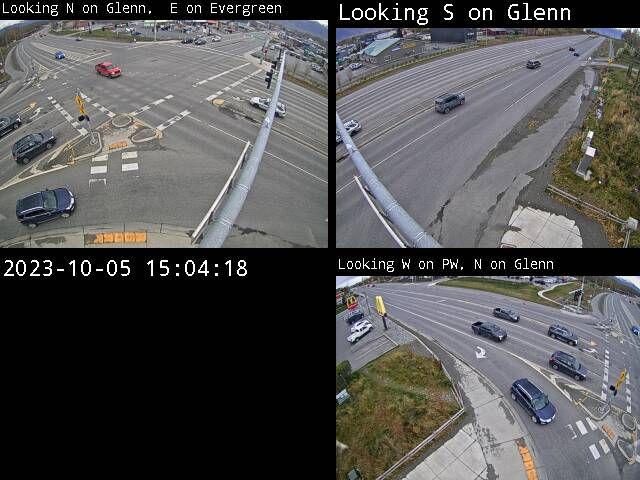 Looking N on Glenn,  E on Evergreen
Looking S on Glenn
2023-10-05 15:04:18
Looking W on PW, N on Glenn